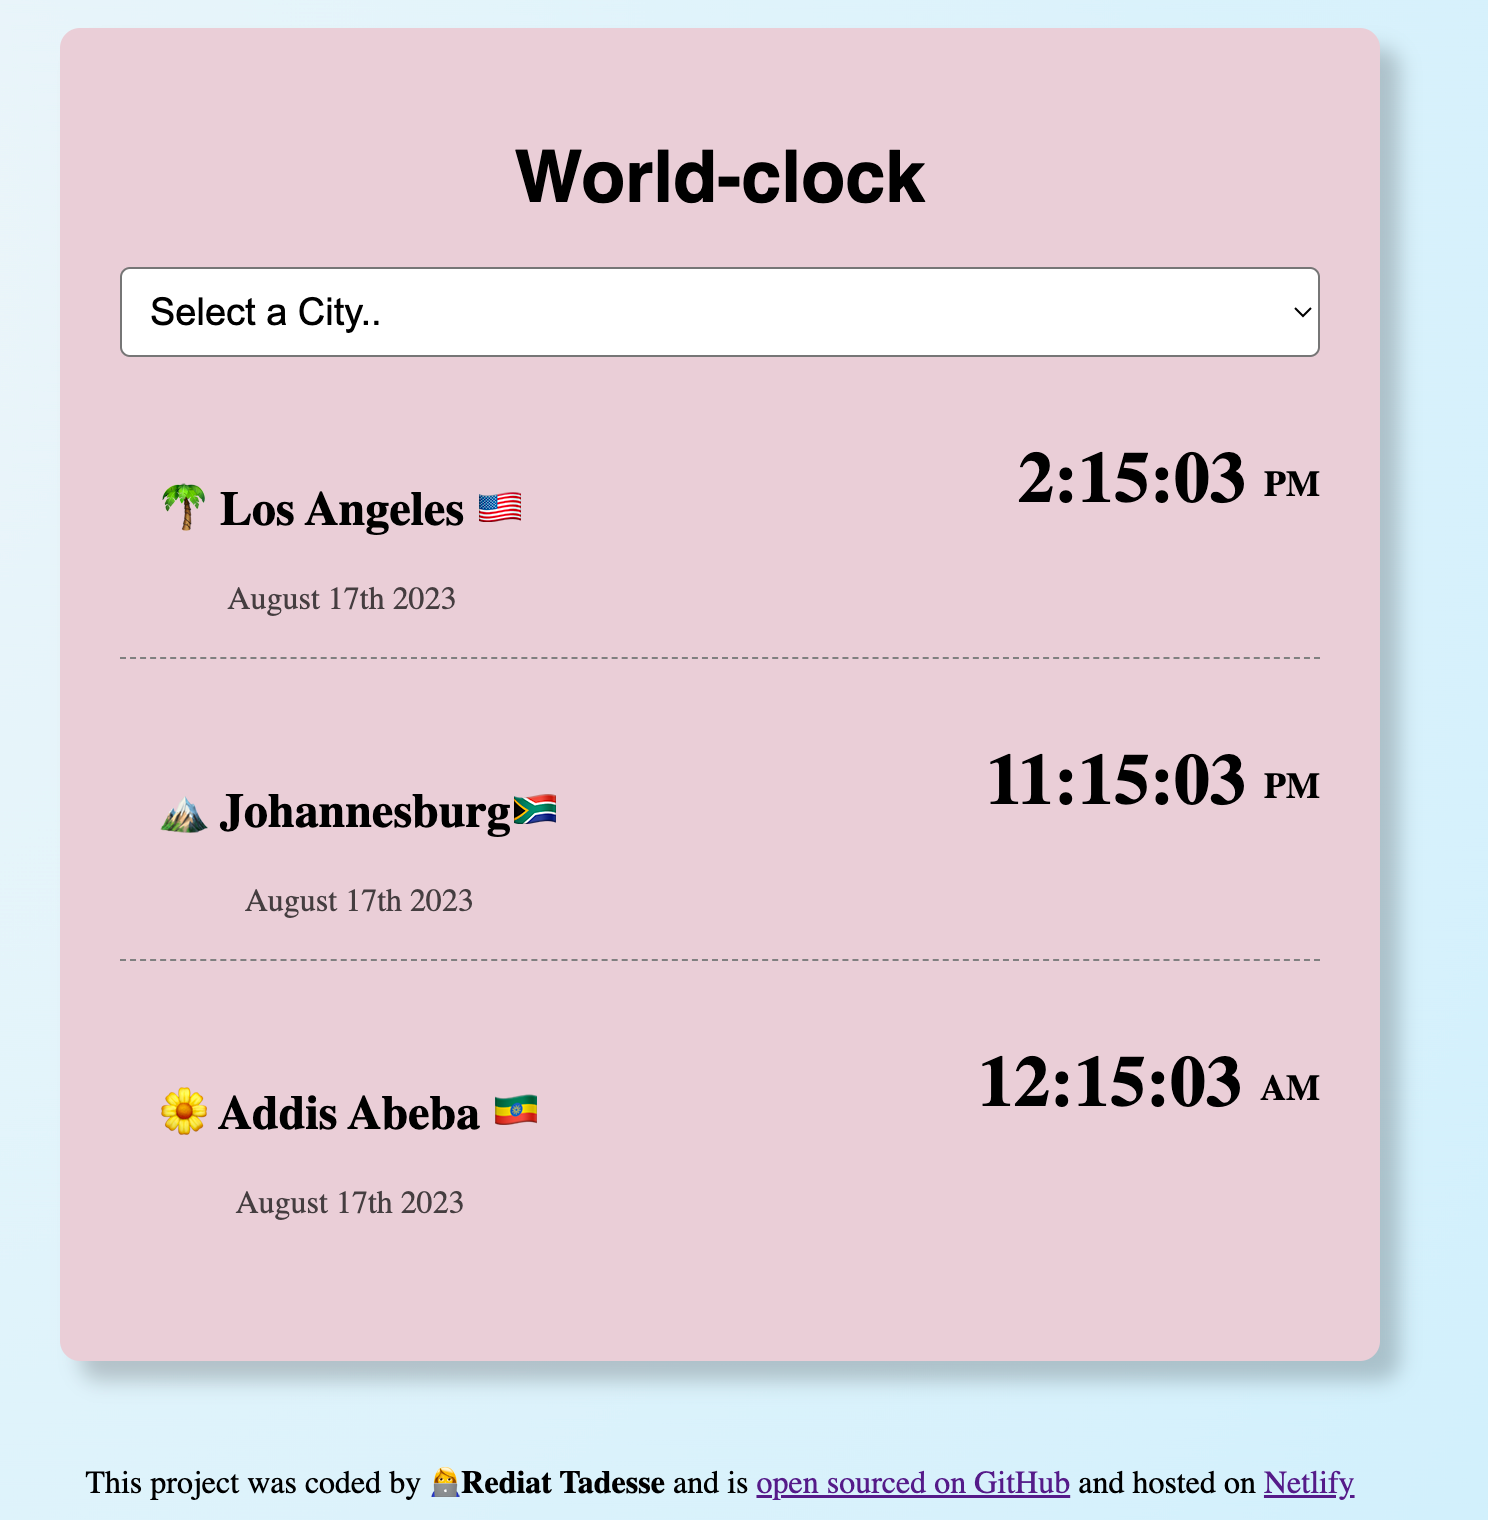 World-clock
Select a City..
2:15:03 PM
🌴 Los Angeles 🇺🇸
August 17th 2023
11:15:03 PM
🏔️ Johannesburg🇿🇦
August 17th 2023
12:15:03 AM
🌼 Addis Abeba 🇪🇹
August 17th 2023
This project was coded by 👩‍💻Rediat Tadesse and is open sourced on GitHub and hosted on Netlify